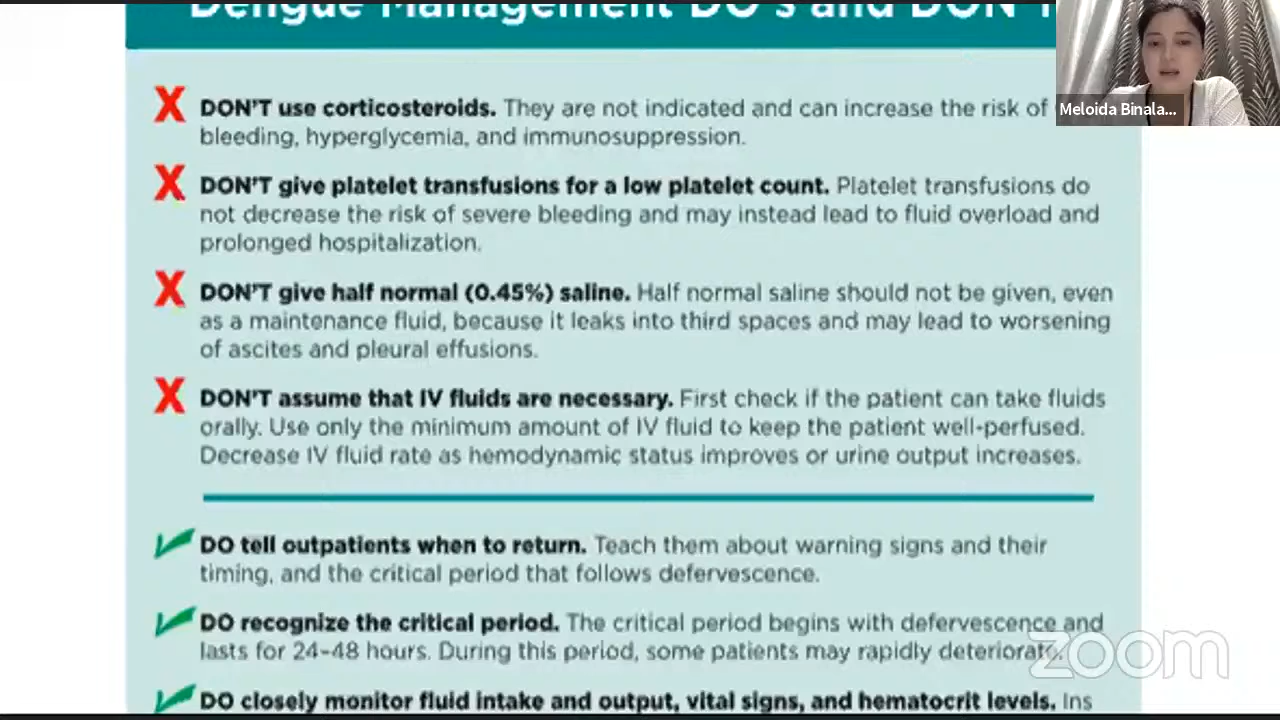 Dengue Management DO's and DON'T
DON'T use corticosteroids. They are not indicated and can increase the risk of
bleeding, hyperglycemia, and immunosuppression.
DON'T give platelet transfusions for a low platelet count. Platelet transfusions do
not decrease the risk of severe bleeding and may instead lead to fluid overload and
prolonged hospitalization.
DON'T give half normal (0.45%) saline. Half normal saline should not be given, even
as a maintenance fluid, because it leaks into third spaces and may lead to worsening
of ascites and pleural effusions.
DON'T assume that IV fluids are necessary. First check if the patient can take fluids
orally. Use only the minimum amount of IV fluid to keep the patient well-perfused.
Decrease IV fluid rate as hemodynamic status improves or urine output increases.
DO tell outpatients when to return. Teach them about warning signs and their
timing, and the critical period that follows defervescence.
DO recognize the critical period. The critical period begins with defervescence and
lasts for 24–48 hours. During this period, some patients may rapidly deteriorate.
DO closely monitor fluid intake and output, vital signs, and hematocrit levels. Ins
Meloida Binala...
zoom